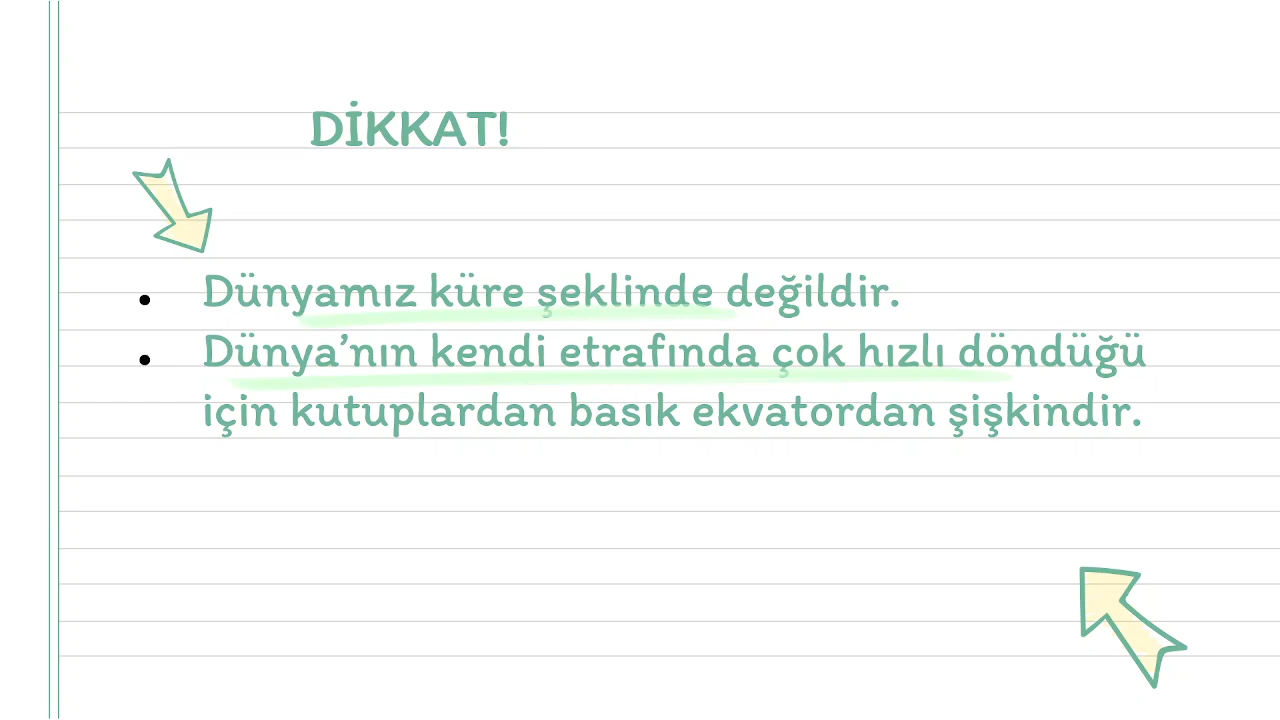 DİKKAT!
• Dünyamız küre şeklinde değildir.
• Dünya’nın kendi etrafında çok hızlı döndüğü
için kutuplardan basık ekvatordan şişkindir.